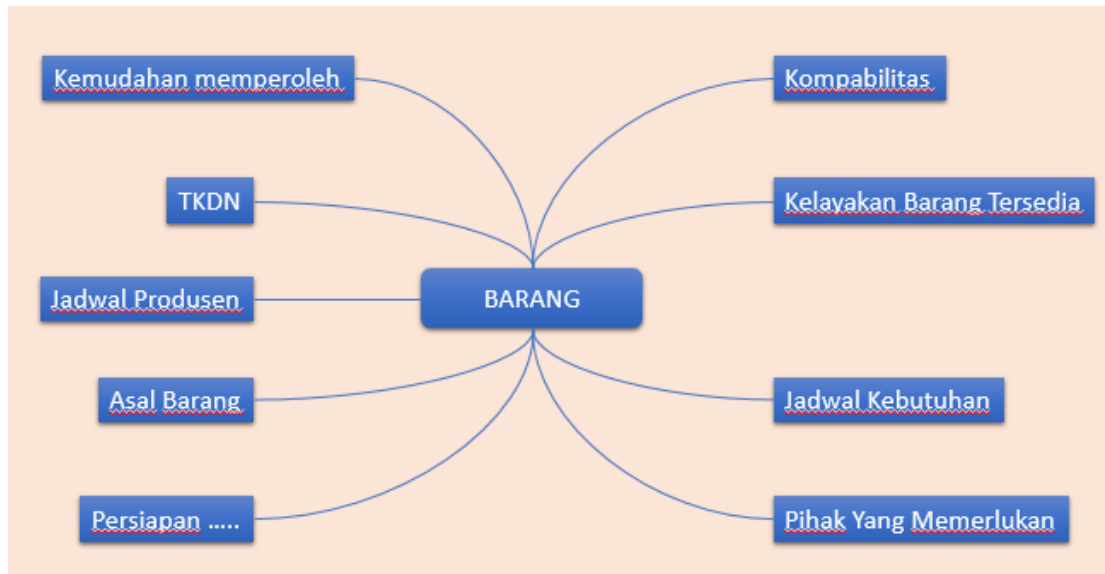 Kemudahan memperoleh
Kompabilitas
TKDN
Kelayakan Barang Tersedia
Jadwal Produsen
BARANG
Asal Barang
Jadwal Kebutuhan
Persiapan .....
Pihak Yang Memerlukan